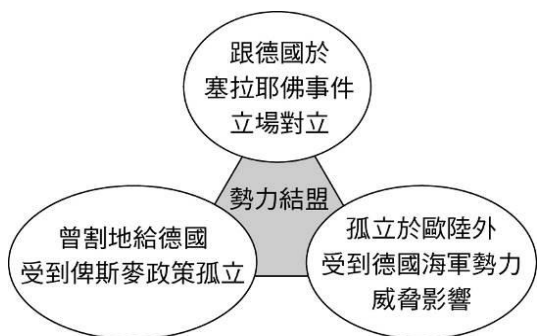 跟德國於
塞拉耶佛事件
立場對立
勢力結盟
曾割地給德國
受到俾斯麥政策孤立
孤立於歐陸外
受到德國海軍勢力
威脅影響